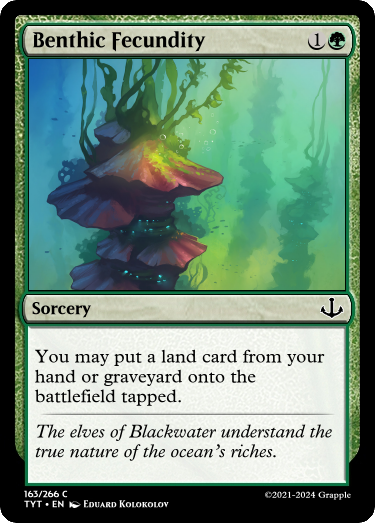 Benthic Fecundity 1
Sorcery
You may put a land card from your
hand or graveyard onto the
battlefield tapped.
The elves of Blackwater understand the
true nature of the ocean's riches.
163/266 C
TYT • EN Eduard Kolokolov
©2021-2024 Grapple